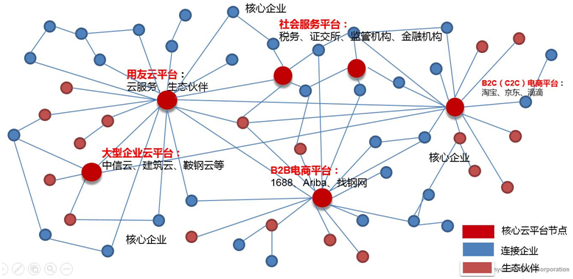 核心企业
社会服务平台：
税务、证交所、监管机构、金融机构
用友云平台：
云服务、生态伙伴
B2C（C2C）电商平台：
淘宝、京东、滴滴
大型企业云平台：
中信云、建筑云、鞍钢云等
核心企业
B2B电商平台：
1688、Ariba、找钢网
核心企业
核心云平台节点
连接企业
生态伙伴
Corporation